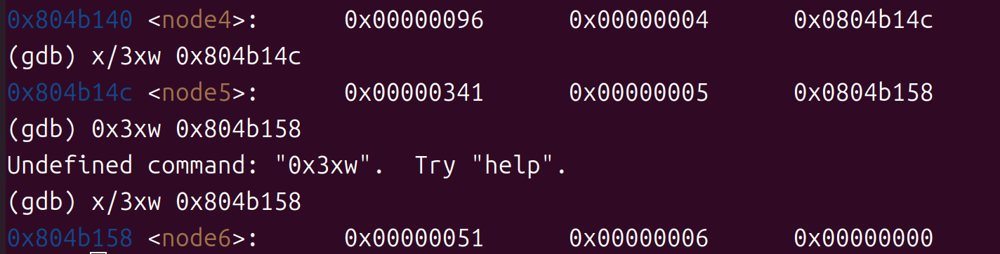 0x804b140 <node4>:      0x00000096      0x00000004      0x0804b14c
(gdb) x/3xw 0x804b14c
0x804b14c <node5>:      0x00000341      0x00000005      0x0804b158
(gdb) 0x3xw 0x804b158
Undefined command: "0x3xw".  Try "help".
(gdb) x/3xw 0x804b158
0x804b158 <node6>:      0x00000051      0x00000006      0x00000000